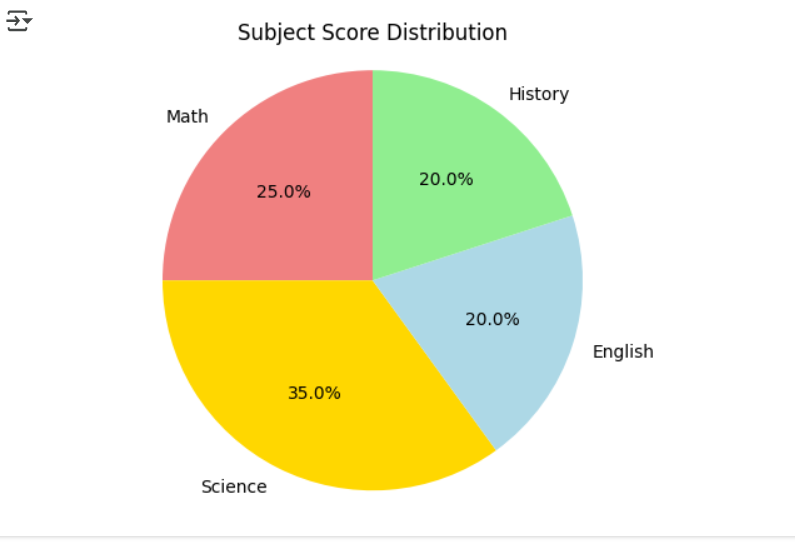 Subject Score Distribution
History
Math
25.0%
20.0%
20.0%
English
35.0%
Science